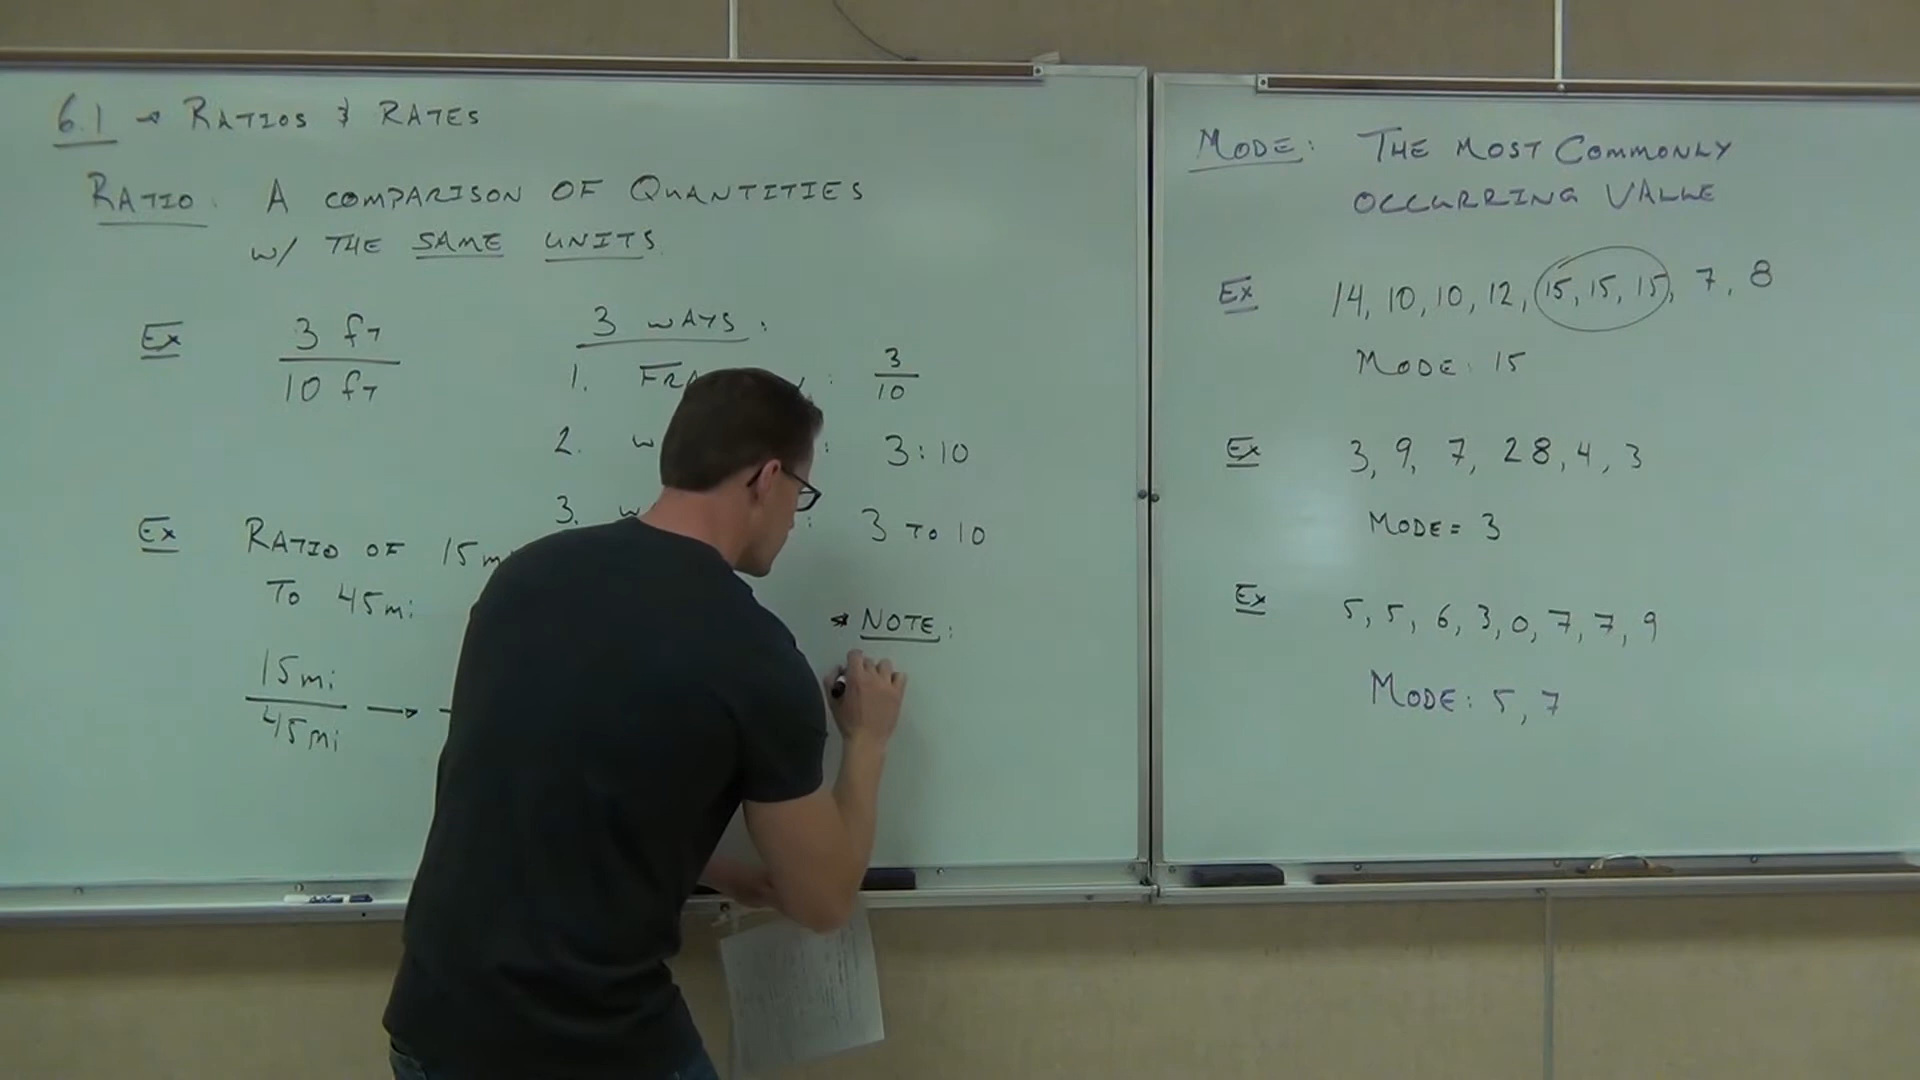 6.1 → RATIOS & RATES
RATIO: A COMPARISON OF QUANTITIES
W/ THE SAME UNITS.
Ex 3 ft
10 ft
3 WAYS:
1. : 3
10
2. : 3:10
3. : 3 TO 10
Ex RATIO OF 15
TO 45mi
15mi →
45mi
* NOTE:
MODE: THE MOST COMMONLY
OCCURRING VALUE
Ex 14, 10, 10, 12, 15, 15, 15, 7, 8
MODE: 15
Ex 3, 9, 7, 28, 4, 3
MODE = 3
Ex 5, 5, 6, 3, 0, 7, 7, 9
MODE: 5, 7